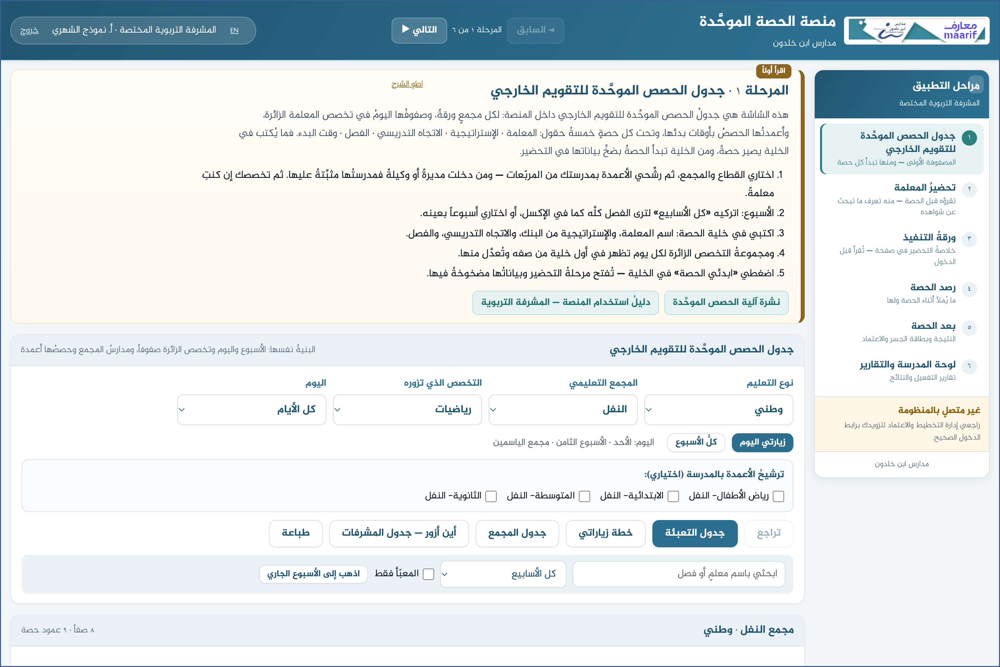 معارف
maarif
مدارس
ابن خلدون
Ibn Khaldun Schools
منصة الحصة الموحَّدة
مدارس ابن خلدون
◄ السابق
المرحلة ١ من ٦
التالي ►
EN
المشرفة التربوية المختصة · أ. نموذج الشهري
خروج
مراحل التطبيق
المشرفة التربوية المختصة
١
جدول الحصص الموحَّدة
للتقويم الخارجي
المصفوفة الأولى — ومنها تبدأ كل حصة
٢
تحضيرُ المعلمة
تقرؤه قبل الحصة — منه تعرف ما تبحث
عن شواهده
٣
ورقةُ التنفيذ
خلاصةُ التحضير في صفحة — تُقرأ قبل
الدخول
٤
رصد الحصة
ما يُملأ أثناء الحصة ولها
٥
بعد الحصة
النتيجة وبطاقة الجسر والاعتماد
٦
لوحة المدرسة والتقارير
تقارير التفعيل والنتائج
غير متصلٍ بالمنظومة
راجعي إدارة التخطيط والاعتماد لتزويدك برابط
الدخول الصحيح.
مدارس ابن خلدون
اقرأ أولاً
المرحلة ١ · جدول الحصص الموحَّدة للتقويم الخارجي
اطوِ الشرح
هذه الشاشة هي جدولُ الحصص الموحَّدة للتقويم الخارجي داخل المنصة: لكل مجمعٍ ورقةٌ، وصفوفُها اليومُ في تخصص المعلمة الزائرة،
وأعمدتُها الحصصُ بأوقات بدئها، وتحت كل حصةٍ خمسةُ حقول: المعلمة · الإستراتيجية · الاتجاه التدريسي · الفصل · وقت البدء. فما يُكتب في
الخلية يصير حصةً، ومن الخلية تبدأ الحصةُ بضخِّ بياناتها في التحضير.
1. اختاري القطاع والمجمع، ثم رشِّحي الأعمدة بمدرستك من المربّعات — ومن دخلت مديرةً أو وكيلةً فمدرستُها مثبَّتةٌ عليها. ثم تخصصك إن كنتِ
معلمةً.
2. الأسبوع: اتركيه «كل الأسابيع» لترى الفصل كلَّه كما في الإكسل، أو اختاري أسبوعاً بعينه.
3. اكتبي في خلية الحصة: اسم المعلمة، والإستراتيجية من البنك، والاتجاه التدريسي، والفصل.
4. ومجموعةُ التخصص الزائرة لكل يوم تظهر في أول خلية من صفه وتُعدَّل منها.
5. اضغطي «ابدئي الحصة» في الخلية — تُفتح مرحلةُ التحضير وبياناتُها مضخوخةٌ فيها.
نشرة آلية الحصص الموحَّدة
دليلُ استخدام المنصة — المشرفة التربوية
جدول الحصص الموحَّدة للتقويم الخارجي
البنيةُ نفسها: الأسبوع واليوم وتخصص الزائرة صفوفاً، ومدارسُ المجمع وحصصُها أعمدة
نوع التعليم
المجمع التعليمي
التخصص الذي تزوره
اليوم
وطني
النفل
رياضيات
كل الأيام
زيارتي اليوم
كلُّ الأسبوع
اليوم: الأحد · الأسبوع الثامن · مجمع الياسمين
ترشيحُ الأعمدة بالمدرسة (اختياري):
رياض الأطفال- النفل
الابتدائية- النفل
المتوسطة- النفل
الثانوية- النفل
تراجع
جدول التعبئة
خطة زياراتي
جدول المجمع
أين أزور — جدول المشرفات
طباعة
ابحثي باسم معلمٍ أو فصل
كل الأسابيع
المعبّأ فقط
اذهب إلى الأسبوع الجاري
مجمع النفل · وطني
٨ صفاً · ٩ عمود حصة